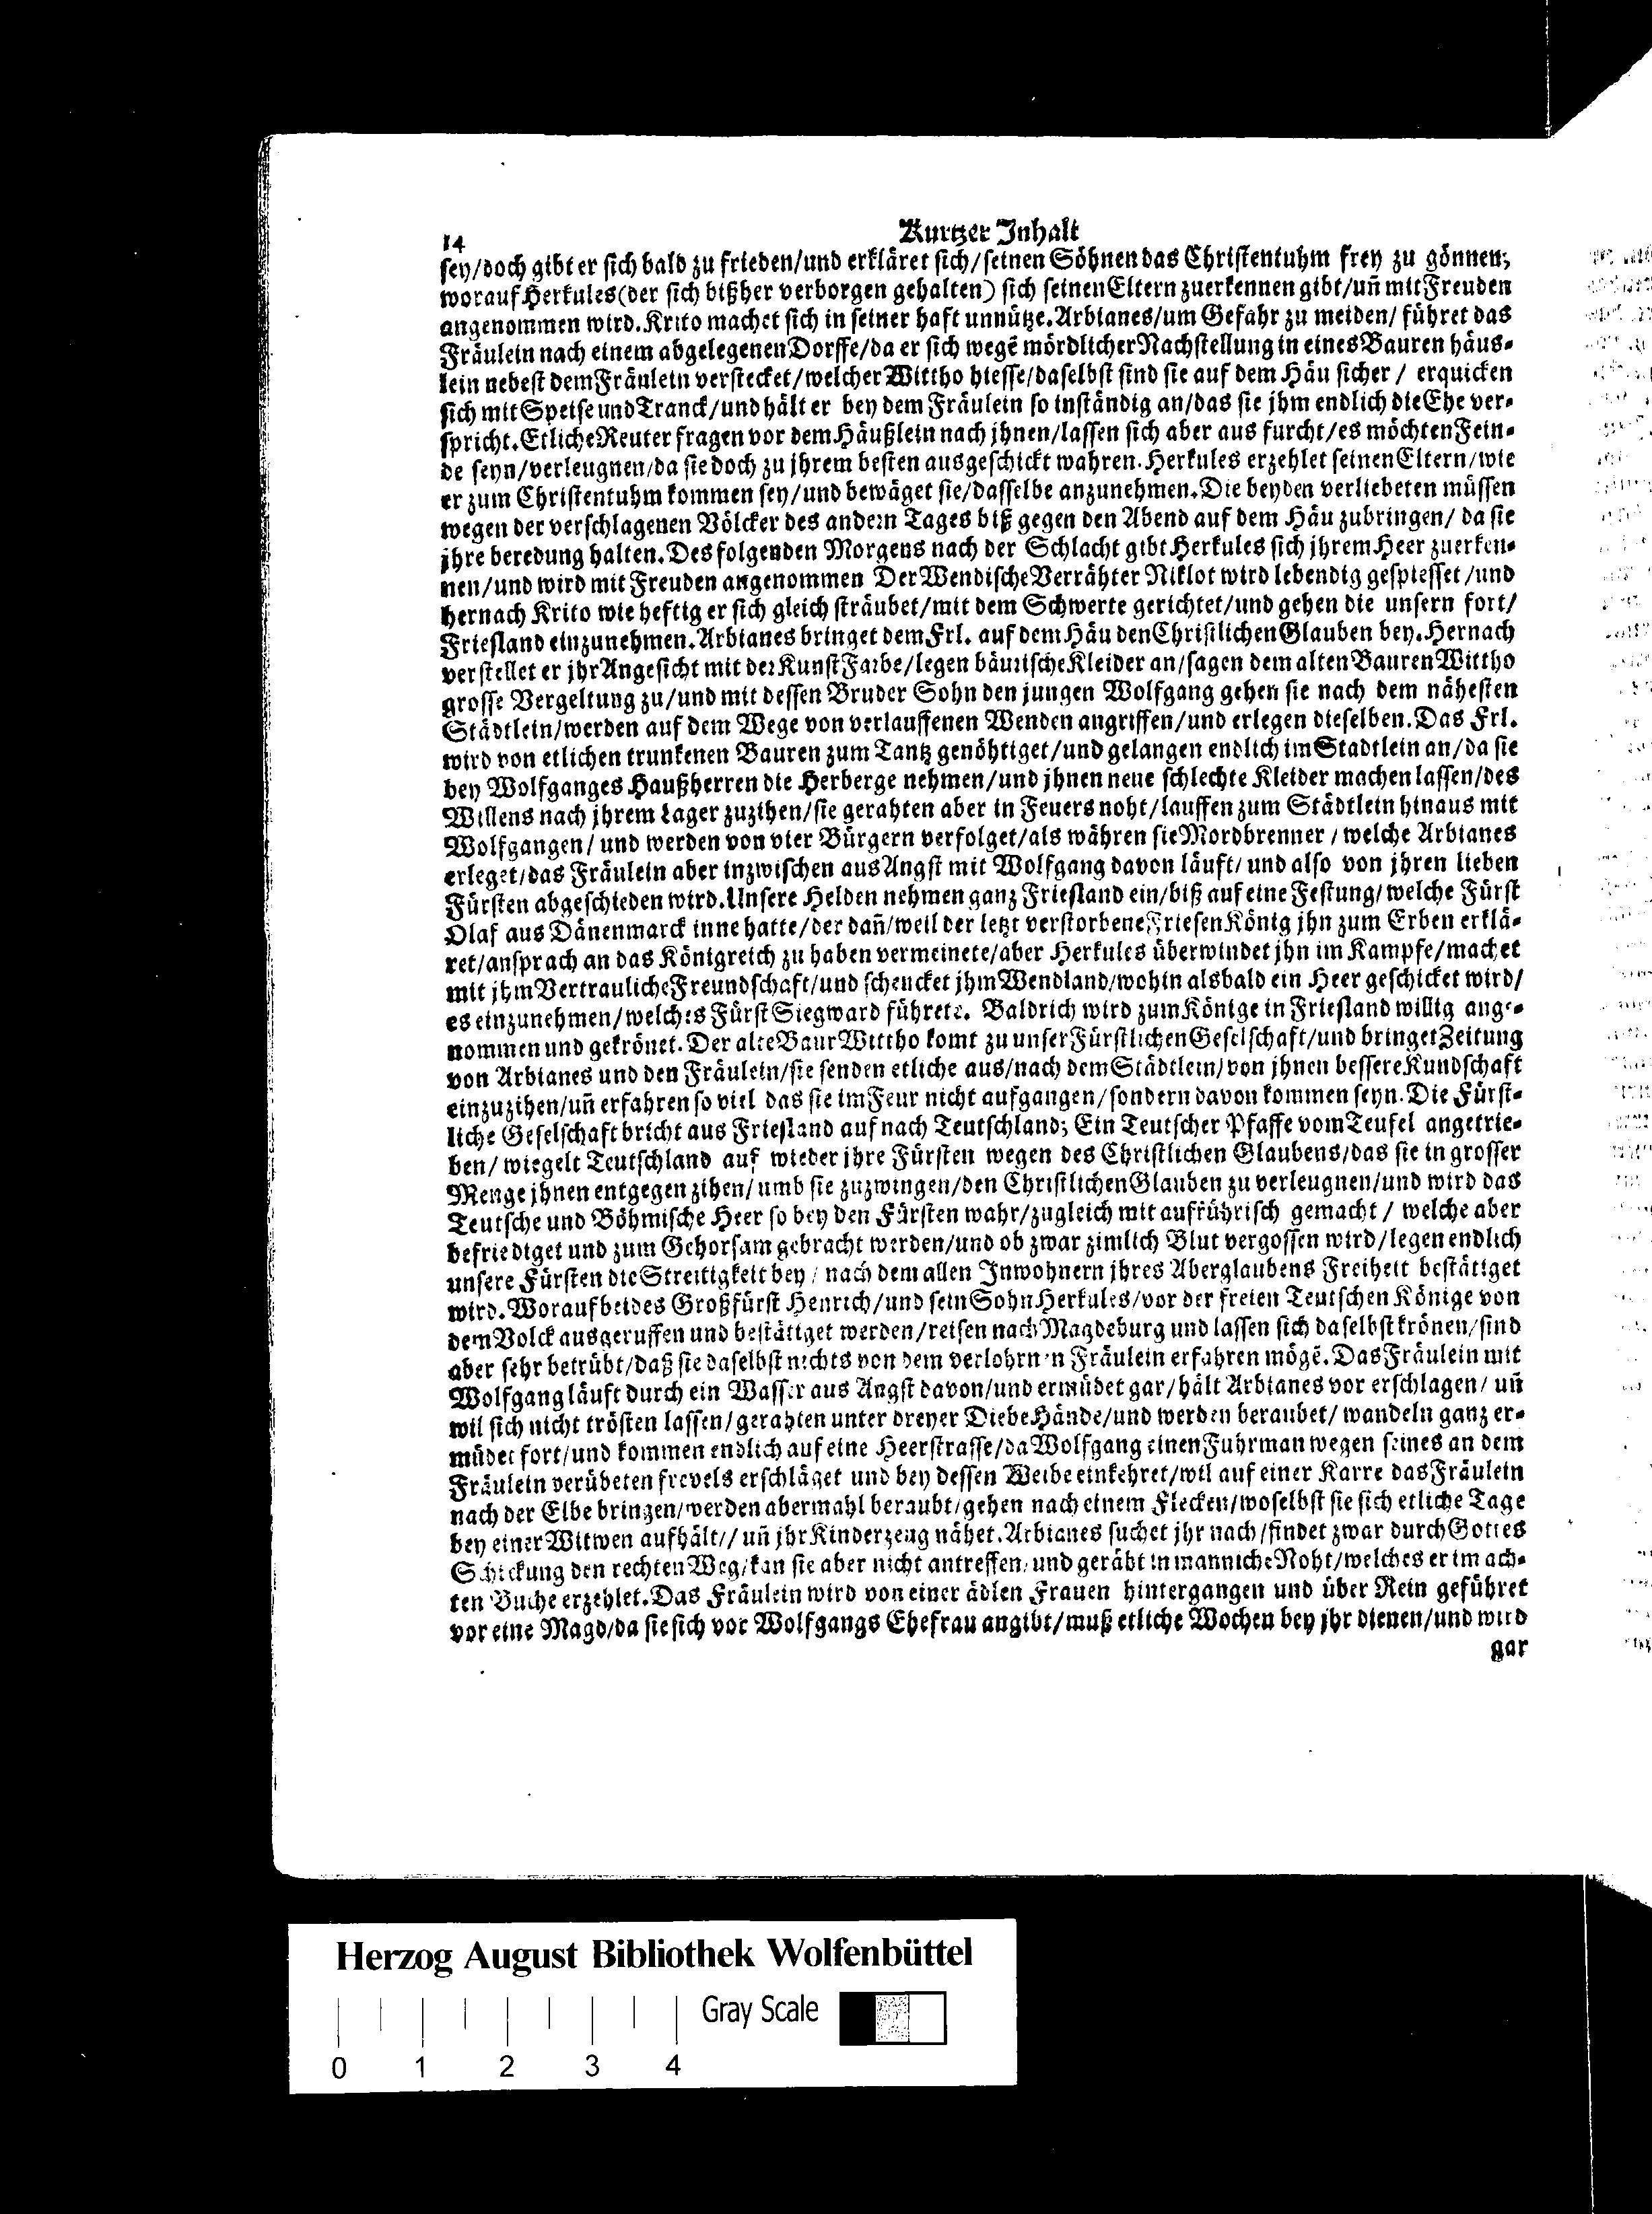 14
Kurtzer Inhalt
sey/doch gibt er sich bald zu frieden/und erkläret sich/seinen Söhnen das Christentuhm frey zu gönnen;
worauf Herkules (der sich bißher verborgen gehalten) sich seinen Eltern zuerkennen gibt/un̄ mit Freuden
angenommen wird. Krito machet sich in seiner haft unnütze. Arbianes/um Gefahr zu meiden/ führet das
Fräulein nach einem abgelegenen Dorffe/da er sich wegē mördlicher Nachstellung in eines Bauren häus-
lein nebest dem Fräulein verstecket/welcher Wittho hiesse/daselbst sind sie auf dem Häu sicher / erquicken
sich mit Speise und Tranck/und hält er bey dem Fräulein so inständig an/das sie jhm endlich die Ehe ver-
spricht. Etliche Reuter fragen vor dem Häußlein nach jhnen/lassen sich aber aus furcht/es möchten Fein-
de seyn/verleugnen/da sie doch zu jhrem besten ausgeschickt wahren. Herkules erzehlet seinen Eltern/wie
er zum Christentuhm kommen sey/und bewäget sie/dasselbe anzunehmen. Die beyden verliebeten müssen
wegen der verschlagenen Völcker des andern Tages biß gegen den Abend auf dem Häu zubringen/ da sie
jhre beredung halten. Des folgenden Morgens nach der Schlacht gibt Herkules sich jhrem Heer zuerken-
nen/und wird mit Freuden angenommen Der Wendische Verrähter Niklot wird lebendig gespiesset/und
hernach Krito wie heftig er sich gleich sträubet/mit dem Schwerte gerichtet/und gehen die unsern fort/
Friesland einzunehmen. Arbianes bringet dem Frl. auf dem Häu den Christlichen Glauben bey. Hernach
verstellet er jhr Angesicht mit der Kunst Farbe/legen bäurische Kleider an/sagen dem alten Bauren Wittho
grosse Vergeltung zu/und mit dessen Bruder Sohn den jungen Wolfgang gehen sie nach dem nähesten
Städtlein/werden auf dem Wege von verlauffenen Wenden angriffen/und erlegen dieselben. Das Frl.
wird von etlichen trunkenen Bauren zum Tantz genöhtiget/und gelangen endlich im Stadtlein an/da sie
bey Wolfganges Haußherren die Herberge nehmen/und jhnen neue schlechte Kleider machen lassen/des
Willens nach jhrem Lager zuzihen/sie gerahten aber in Feuers noht/lauffen zum Städtlein hinaus mit
Wolfgangen/ und werden von vier Bürgern verfolget/als währen sie Mordbrenner / welche Arbianes
erleget/das Fräulein aber inzwischen aus Angst mit Wolfgang davon läuft/ und also von jhren lieben
Fürsten abgeschieden wird. Unsere Helden nehmen ganz Friesland ein/biß auf eine Festung/welche Fürst
Olaf aus Dänenmarck inne hatte/der dan̄/weil der letzt verstorbene Friesen König jhn zum Erben erklä-
ret/ansprach an das Königreich zu haben vermeinete/aber Herkules überwindet jhn im Kampfe/machet
mit jhm Vertrauliche Freundschaft/und schencket jhm Wendland/wohin alsbald ein Heer geschicket wird/
es einzunehmen/welches Fürst Siegward führete. Baldrich wird zum Könige in Friesland willig ange-
nommen und gekrönet. Der alte Baur Wittho komt zu unser Fürstlichen Geselschaft/und bringet Zeitung
von Arbianes und den Fräulein/sie senden etliche aus/nach dem Städtlein/von jhnen bessere Kundschaft
einzuzihen/un̄ erfahren so viel das sie im Feur nicht aufgangen/sondern davon kommen seyn. Die Fürst-
liche Geselschaft bricht aus Friesland auf nach Teutschland; Ein Teutscher Pfaffe vom Teufel angetrie-
ben/ wiegelt Teutschland auf wieder jhre Fürsten wegen des Christlichen Glaubens/das sie in grosser
Menge jhnen entgegen zihen/umb sie zuzwingen/den Christlichen Glauben zu verleugnen/und wird das
Teutsche und Böhmische Heer so bey den Fürsten wahr/zugleich mit aufrührisch gemacht / welche aber
befriediget und zum Gehorsam gebracht werden/und ob zwar zimlich Blut vergossen wird/legen endlich
unsere Fürsten die Streitigkeit bey / nach dem allen Inwohnern jhres Aberglaubens Freiheit bestätiget
wird. Worauf beides Großfürst Henrich/und sein Sohn Herkules/vor der freien Teutschen Könige von
dem Volck ausgeruffen und bestätiget werden/reisen nach Magdeburg und lassen sich daselbst krönen/sind
aber sehr betrübt/daß sie daselbst nichts von dem verlohrnen Fräulein erfahren mögē. Das Fräulein mit
Wolfgang läuft durch ein Wasser aus Angst davon/und ermüdet gar/hält Arbianes vor erschlagen/ un̄
wil sich nicht trösten lassen/gerahten unter dreyer Diebe Hände/und werden beraubet/ wandeln ganz er-
müdet fort/und kommen endlich auf eine Heerstrasse/da Wolfgang einen Fuhrman wegen seines an dem
Fräulein verübeten frevels erschläget und bey dessen Weibe einkehret/wil auf einer Karre das Fräulein
nach der Elbe bringen/werden abermahl beraubt/gehen nach einem Flecken/woselbst sie sich etliche Tage
bey einer Witwen aufhält// un̄ jhr Kinderzeug nähet. Arbianes suchet jhr nach/findet zwar durch Gottes
Schickung den rechten Weg/kan sie aber nicht antreffen/und geräht in manniche Noht/welches er im ach-
ten Buche erzehlet. Das Fräulein wird von einer ädlen Frauen hintergangen und über Rein geführet
vor eine Magd/da sie sich vor Wolfgangs Ehefrau angibt/muß etliche Wochen bey jhr dienen/und wird
gar
Herzog August Bibliothek Wolfenbüttel
Gray Scale
0 1 2 3 4